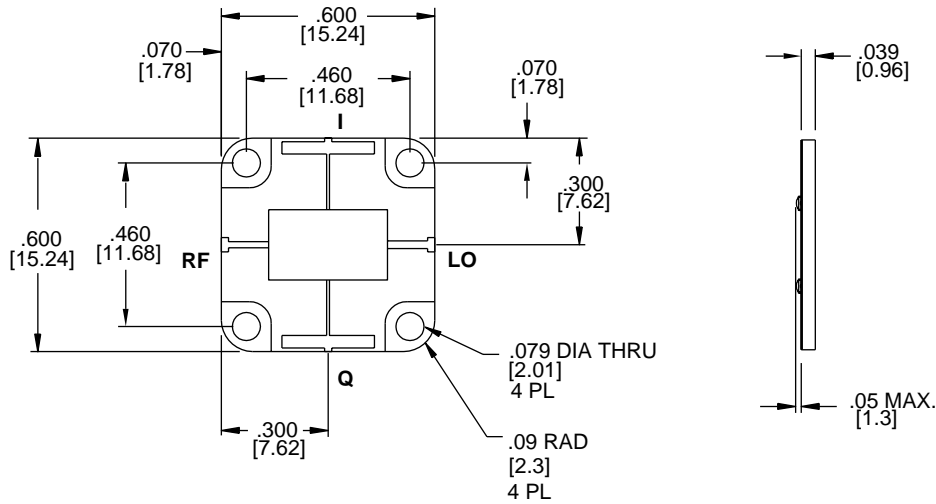 .600
[15.24]
.070
[1.78]
.460
[11.68]
I
.070
[1.78]
.039
[0.96]
.300
[7.62]
.600
[15.24]
.460
[11.68]
RF
LO
.079 DIA THRU
[2.01]
4 PL
Q
.300
[7.62]
.09 RAD
[2.3]
4 PL
.05 MAX.
[1.3]